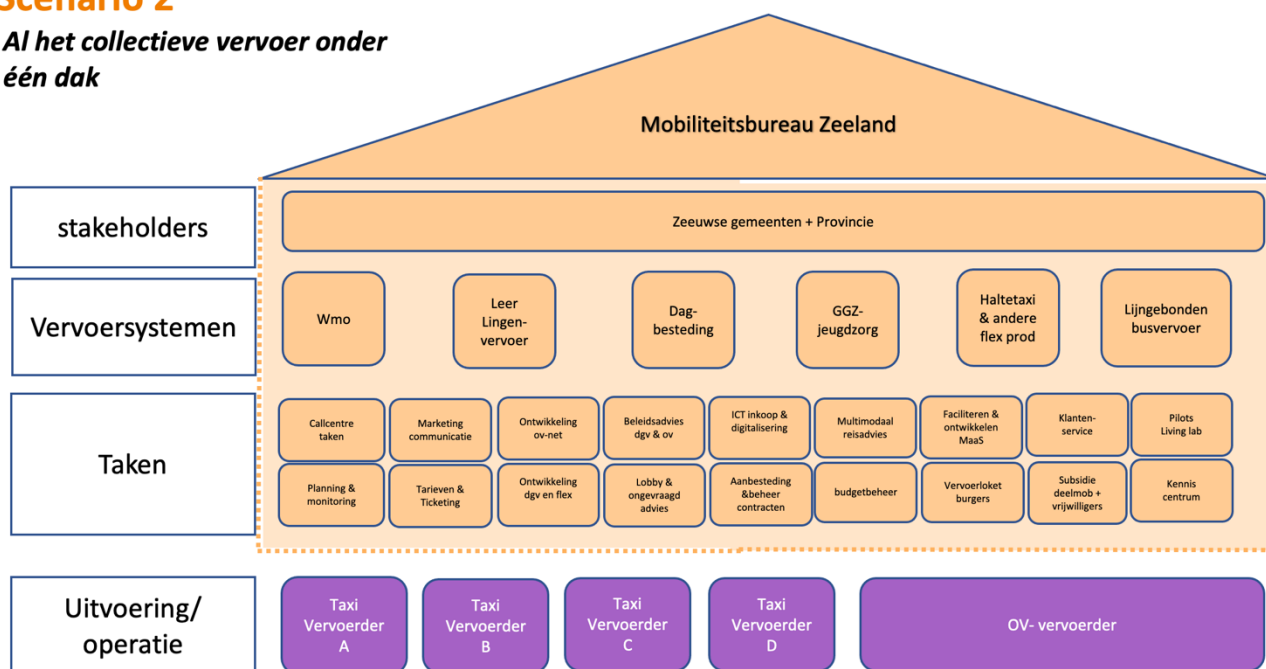 Scenario 2
Al het collectieve vervoer onder
één dak
Mobiliteitsbureau Zeeland
stakeholders
Zeeuwse gemeenten + Provincie
Vervoersystemen
Wmo
Leer
Lingen-
vervoer
Dag-
besteding
GGZ-
jeugdzorg
Haltetaxi
& andere
flex prod
Lijngebonden
busvervoer
Taken
Callcentre
taken
Marketing
communicatie
Ontwikkeling
ov-net
Beleidsadvies
dgv & ov
ICT inkoop &
digitalisering
Multimodaal
reisadvies
Faciliteren &
ontwikkelen
MaaS
Klanten-
service
Pilots
Living lab
Planning &
monitoring
Tarieven &
Ticketing
Ontwikkeling
dgv en flex
Lobby &
ongevraagd
advies
Aanbesteding
&beheer
contracten
budgetbeheer
Vervoerloket
burgers
Subsidie
deelmob +
vrijwilligers
Kennis
centrum
Uitvoering/
operatie
Taxi
Vervoerder
A
Taxi
Vervoerder
B
Taxi
Vervoerder
C
Taxi
Vervoerder
D
OV- vervoerder